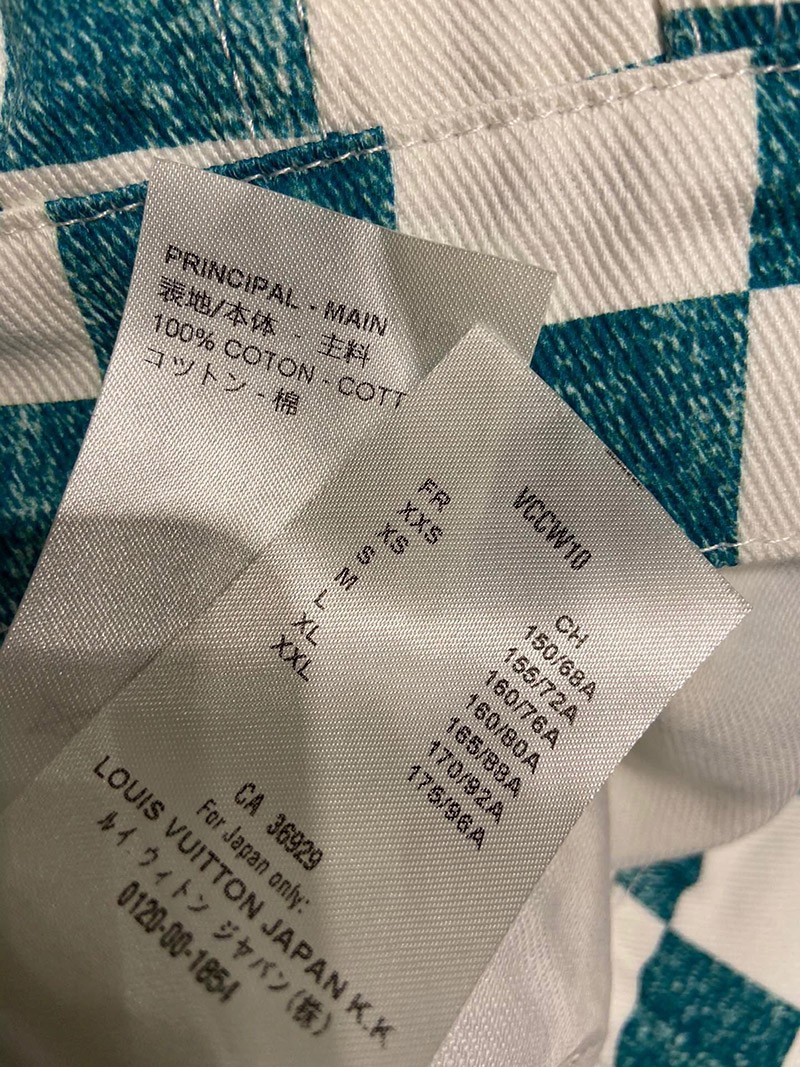 PRINCIPAL - MAIN
表地/本体 - 主料
100% COTON - COTT
コットン - 棉
VCCW10
FR
XXS
XS
S
M
L
XL
XXL
CH
150/68A
155/72A
160/76A
160/80A
165/88A
170/92A
175/96A
CA 36929
For Japan only:
LOUIS VUITTON JAPAN K.K
ルイ ヴィトン ジャパン(株)
0120-00-1854